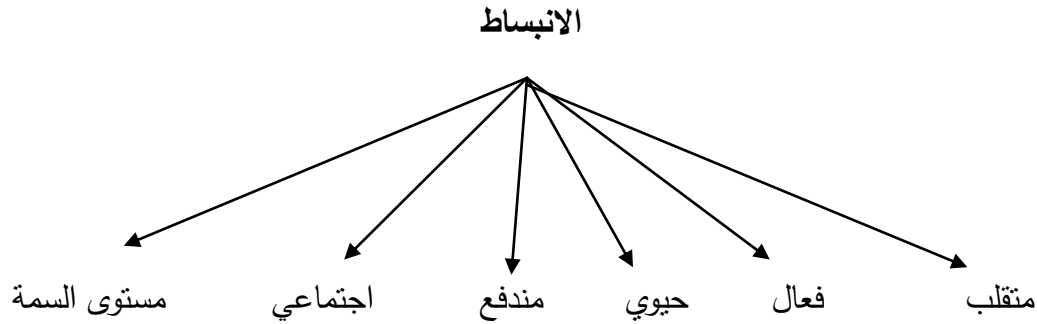 الانبساط
متقلب فعال حيوي مندفع اجتماعي مستوى السمة